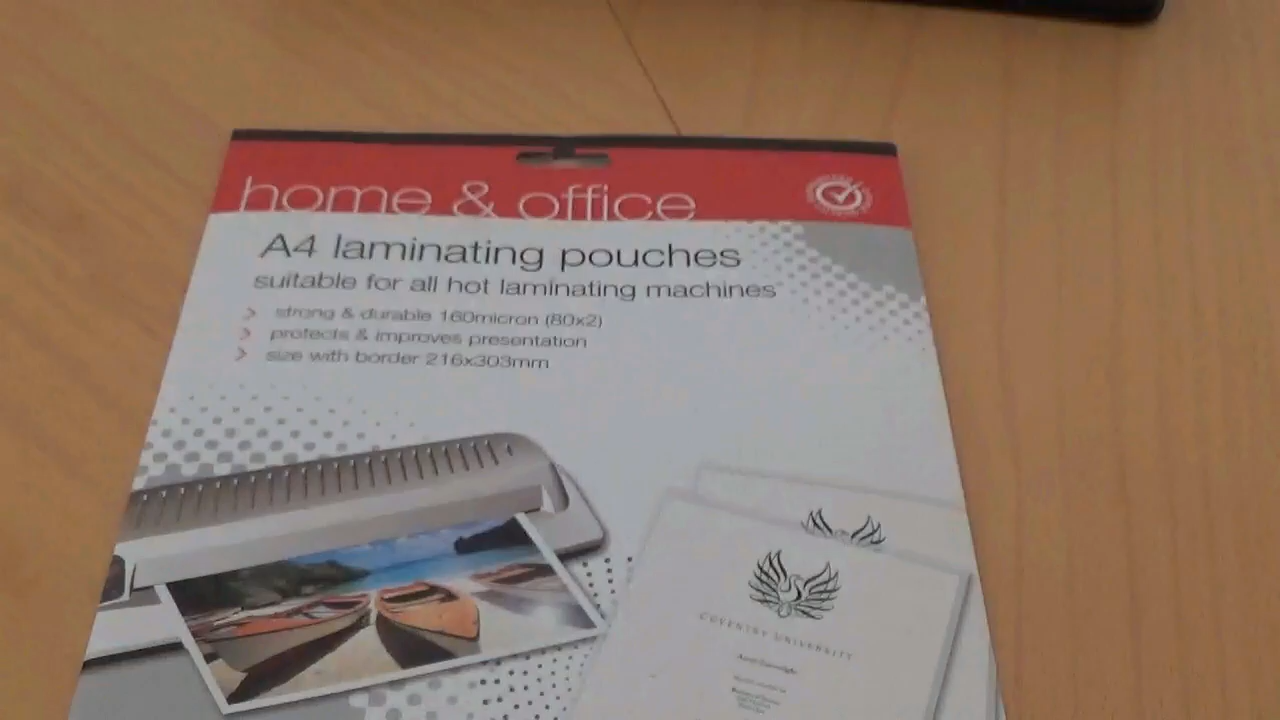 home & office
A4 laminating pouches
suitable for all hot laminating machines
strong & durable 160micron (80x2)
protects & improves presentation
size with border 216x303mm
COVENTRY UNIVERSITY